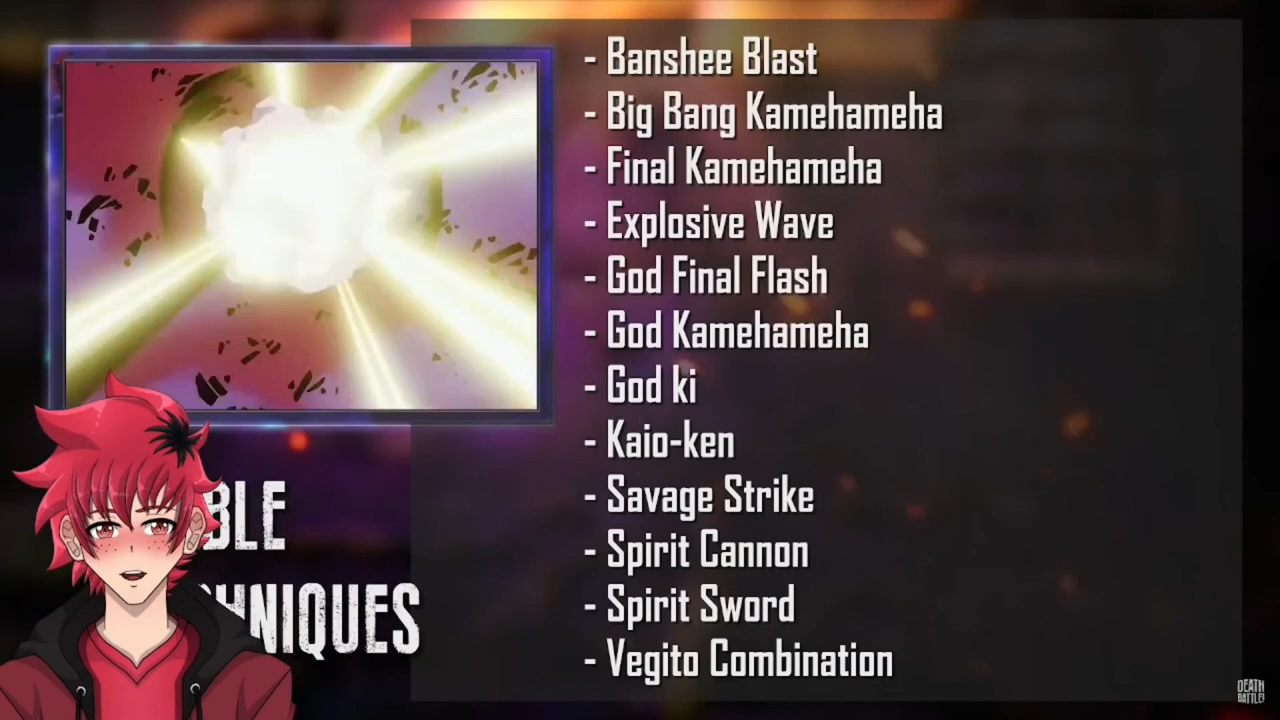 - Banshee Blast
- Big Bang Kamehameha
- Final Kamehameha
- Explosive Wave
- God Final Flash
- God Kamehameha
- God ki
- Kaio-ken
- Savage Strike
- Spirit Cannon
- Spirit Sword
- Vegito Combination
BLE
HNIQUES
DEATH
BATTLE!